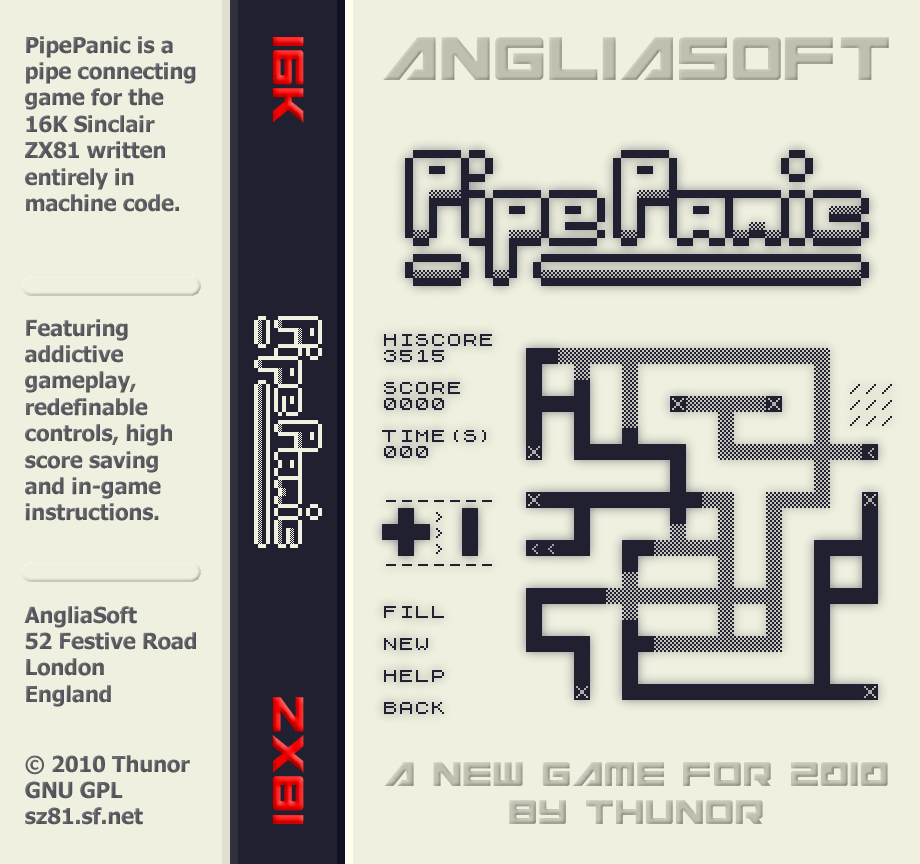 PipePanic is a
pipe connecting
game for the
16K Sinclair
ZX81 written
entirely in
machine code.
Featuring
addictive
gameplay,
redefinable
controls, high
score saving
and in-game
instructions.
AngliaSoft
52 Festive Road
London
England
© 2010 Thunor
GNU GPL
sz81.sf.net
16K
PipePanic
ZX81
ANGLIASOFT
PipePanic
HISCORE
3515
SCORE
0000
TIME(S)
000
FILL
NEW
HELP
BACK
A NEW GAME FOR 2010
BY THUNOR